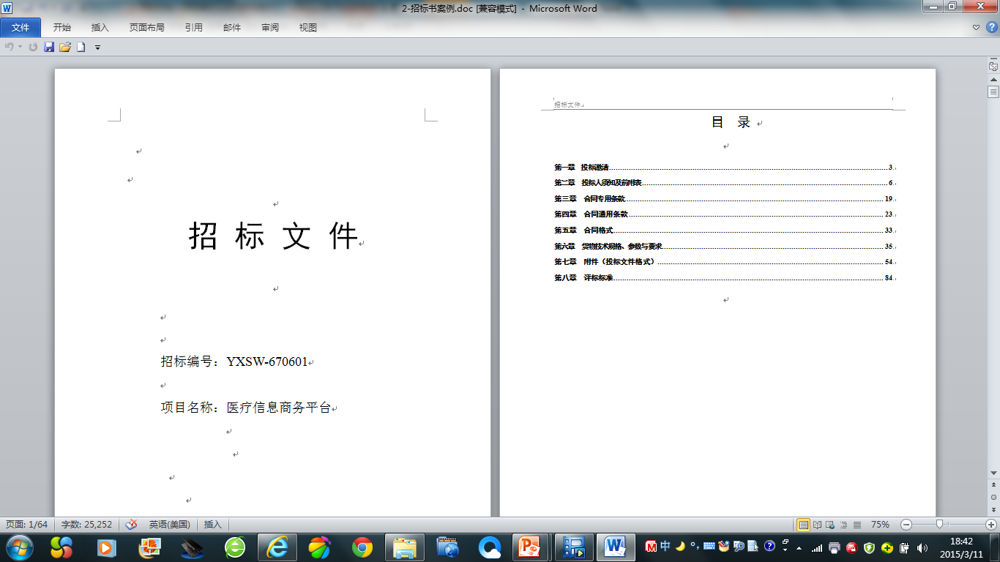 2-招标书案例.doc [兼容模式] - Microsoft Word
文件 开始 插入 页面布局 引用 邮件 审阅 视图
招 标 文 件
招标编号：YXSW-670601
项目名称：医疗信息商务平台
招标文件
目 录
第一章 投标邀请 3
第二章 投标人须知及前附表 6
第三章 合同专用条款 19
第四章 合同通用条款 23
第五章 合同格式 33
第六章 货物技术规格、参数与要求 35
第七章 附件（投标文件格式） 54
第八章 评标标准 84
页面: 1/64 字数: 25,252 英语(美国) 插入 75%
中
18:42
2015/3/11